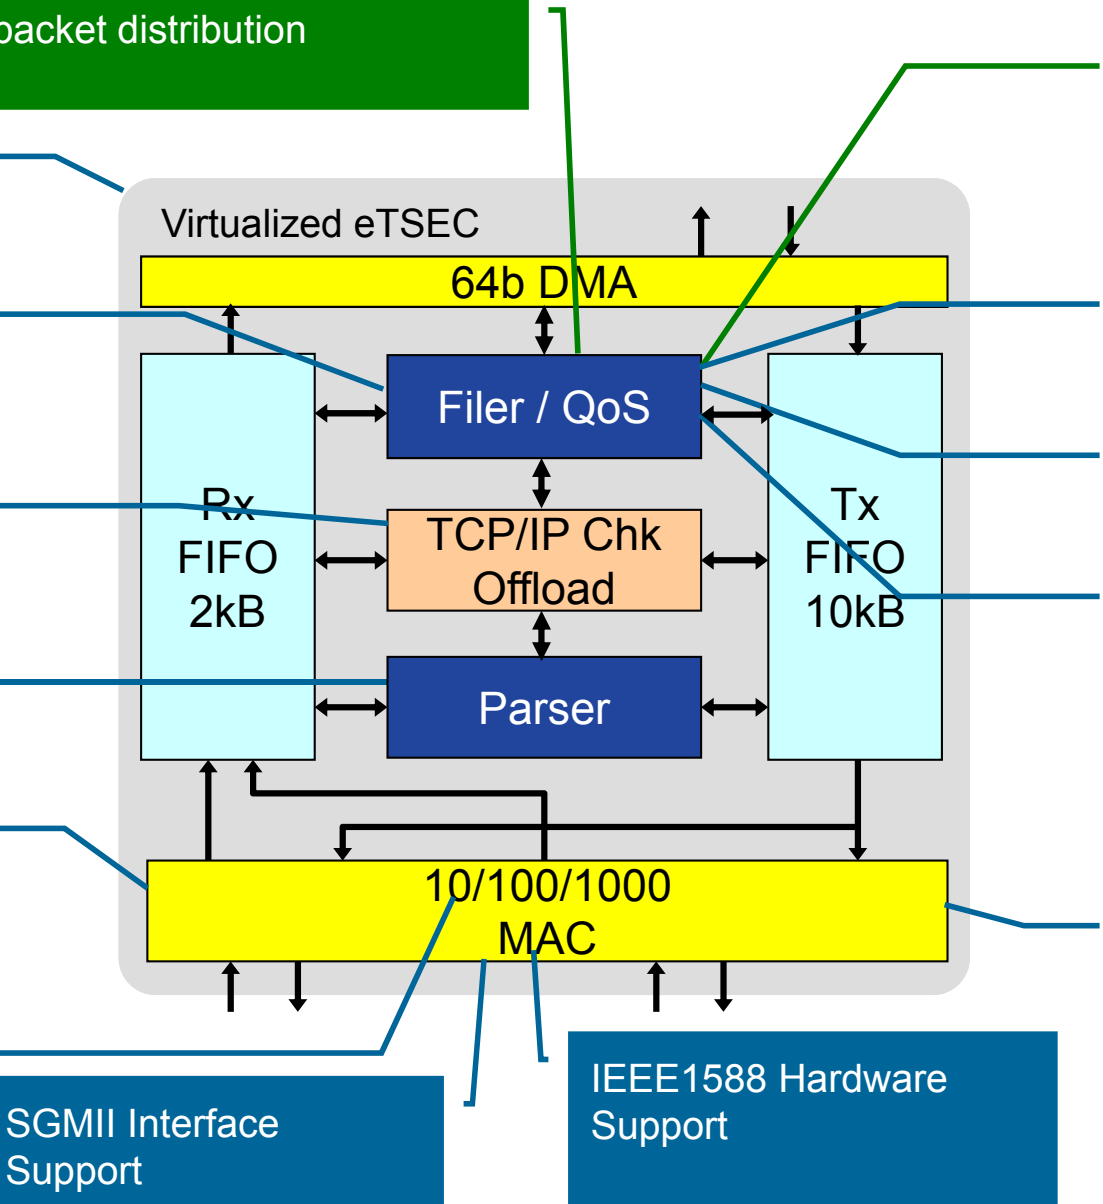 packet distribution
Virtualized eTSEC
64b DMA
Filer / QoS
Rx
FIFO
2kB
TCP/IP Chk
Offload
Tx
FIFO
10kB
Parser
10/100/1000
MAC
IEEE1588 Hardware
Support
SGMII Interface
Support